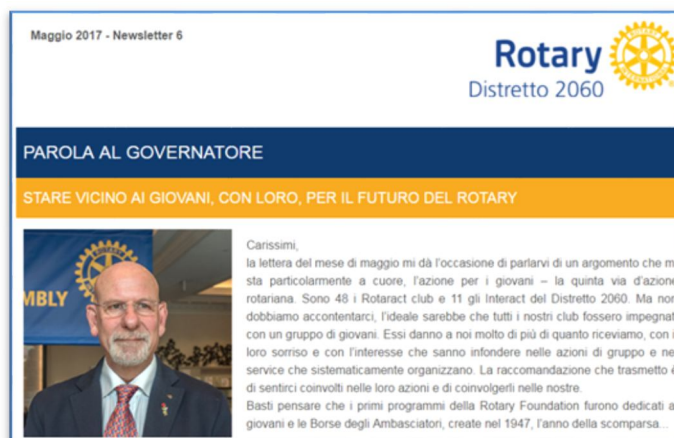 Maggio 2017 - Newsletter 6
Rotary
Distretto 2060
ROTARY
INTERNATIONAL
PAROLA AL GOVERNATORE
STARE VICINO AI GIOVANI, CON LORO, PER IL FUTURO DEL ROTARY
MBLY
Carissimi,
la lettera del mese di maggio mi dà l'occasione di parlarvi di un argomento che m
sta particolarmente a cuore, l'azione per i giovani – la quinta via d'azione
rotariana. Sono 48 i Rotaract club e 11 gli Interact del Distretto 2060. Ma non
dobbiamo accontentarci, l'ideale sarebbe che tutti i nostri club fossero impegnat
con un gruppo di giovani. Essi danno a noi molto di più di quanto riceviamo, con i
loro sorriso e con l'interesse che sanno infondere nelle azioni di gruppo e ne
service che sistematicamente organizzano. La raccomandazione che trasmetto è
di sentirci coinvolti nelle loro azioni e di coinvolgerli nelle nostre.
Basti pensare che i primi programmi della Rotary Foundation furono dedicati a
giovani e le Borse degli Ambasciatori, create nel 1947, l'anno della scomparsa...